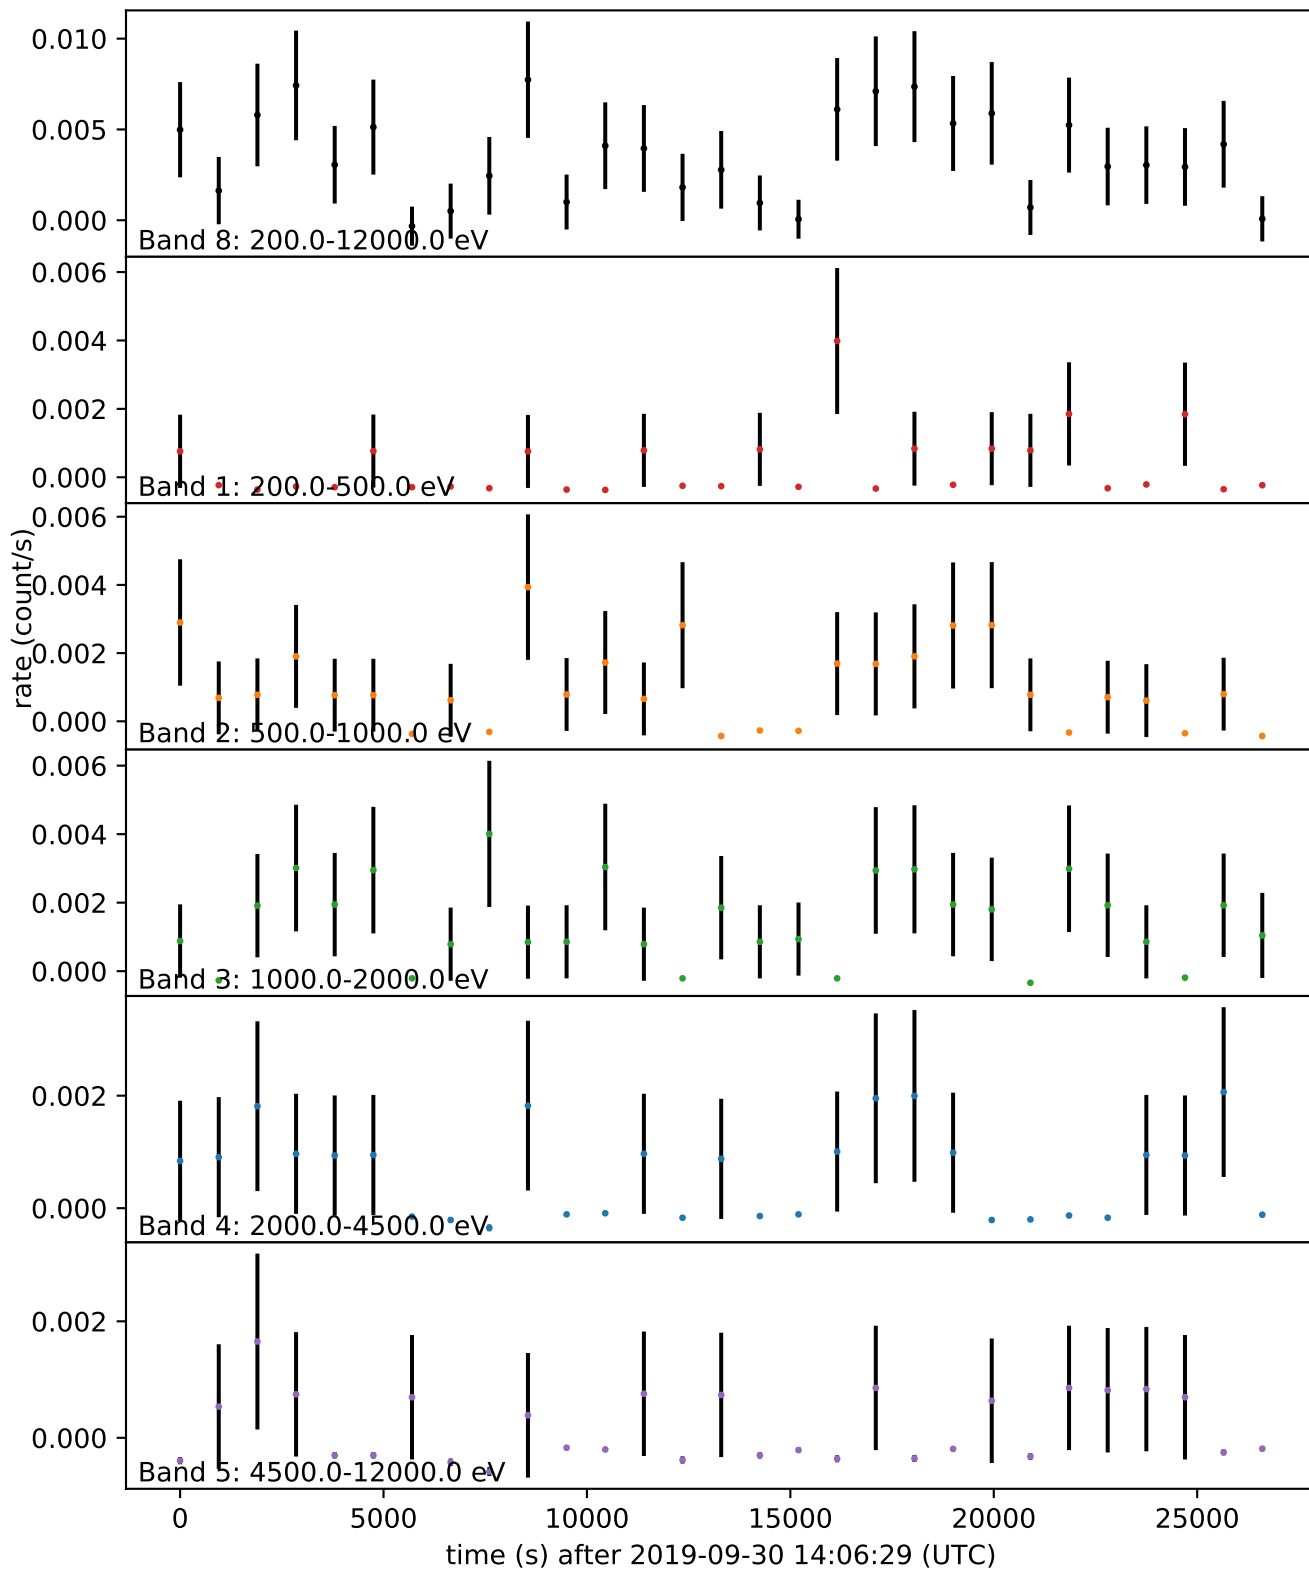 0.010
0.005
0.000
Band 8: 200.0-12000.0 eV
0.006
0.004
0.002
0.000
Band 1: 200.0-500.0 eV
0.006
0.004
0.002
0.000
Band 2: 500.0-1000.0 eV
rate (count/s)
0.006
0.004
0.002
0.000
Band 3: 1000.0-2000.0 eV
0.002
0.000
Band 4: 2000.0-4500.0 eV
0.002
0.000
Band 5: 4500.0-12000.0 eV
0 5000 10000 15000 20000 25000
time (s) after 2019-09-30 14:06:29 (UTC)